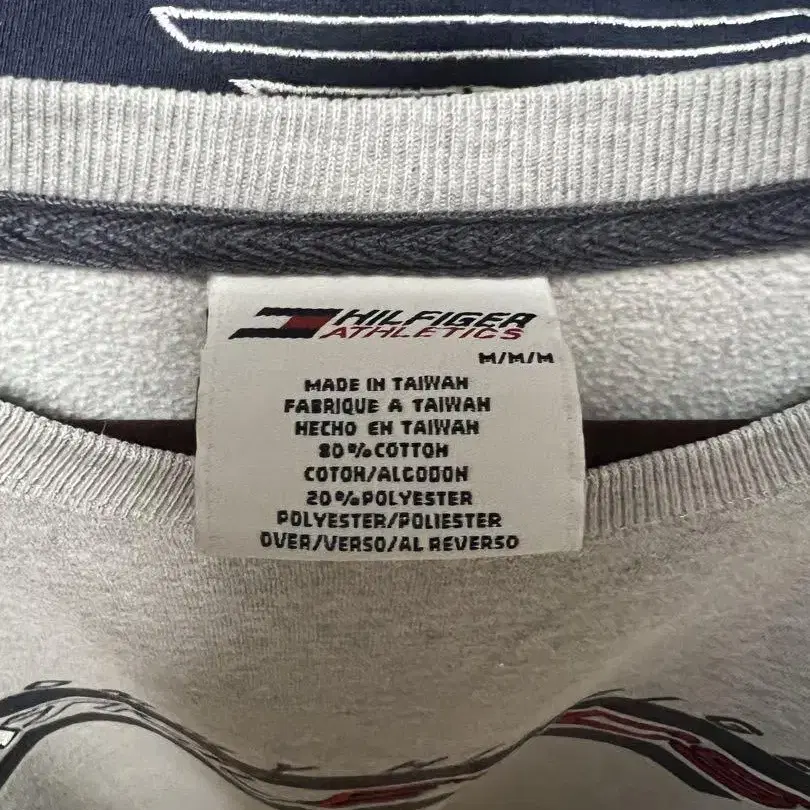 HILFIGER
ATHLETICS
M/M/M
MADE IN TAIWAN
FABRIQUE A TAIWAN
HECHO EN TAIWAN
80%COTTON
COTON/ALGODON
20%POLYESTER
POLYESTER/POLIESTER
OVER/VERSO/AL REVERSO